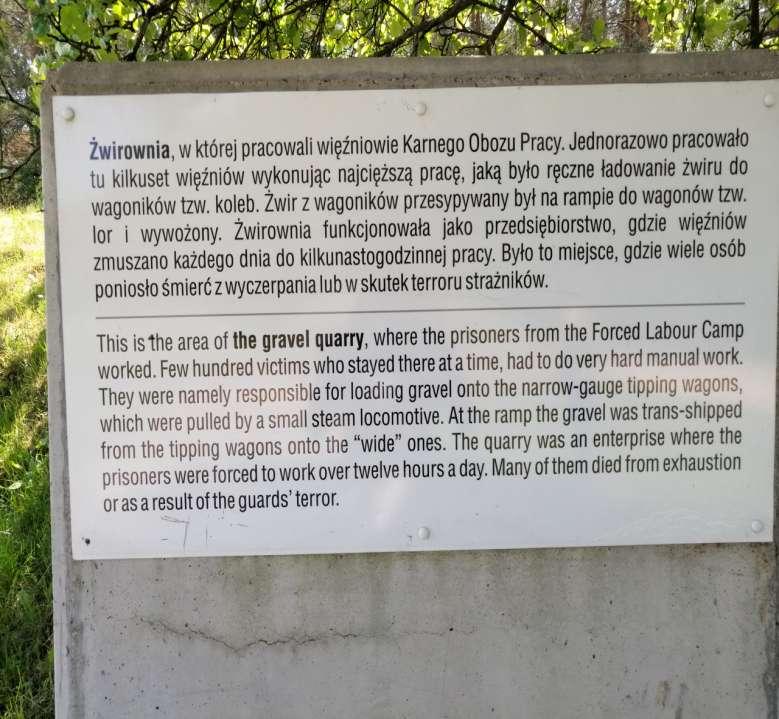 Żwirownia, w której pracowali więźniowie Karnego Obozu Pracy. Jednorazowo pracowało
tu kilkuset więźniów wykonując najcięższą pracę, jaką było ręczne ładowanie żwiru do
wagoników tzw. koleb. Żwir z wagoników przesypywany był na rampie do wagonów tzw.
lor i wywożony. Żwirownia funkcjonowała jako przedsiębiorstwo, gdzie więźniów
zmuszano każdego dnia do kilkunastogodzinnej pracy. Było to miejsce, gdzie wiele osób
poniosło śmierć z wyczerpania lub w skutek terroru strażników.
This is the area of the gravel quarry, where the prisoners from the Forced Labour Camp
worked. Few hundred victims who stayed there at a time, had to do very hard manual work.
They were namely responsible for loading gravel onto the narrow-gauge tipping wagons,
which were pulled by a small steam locomotive. At the ramp the gravel was trans-shipped
from the tipping wagons onto the “wide” ones. The quarry was an enterprise where the
prisoners were forced to work over twelve hours a day. Many of them died from exhaustion
or as a result of the guards’ terror.